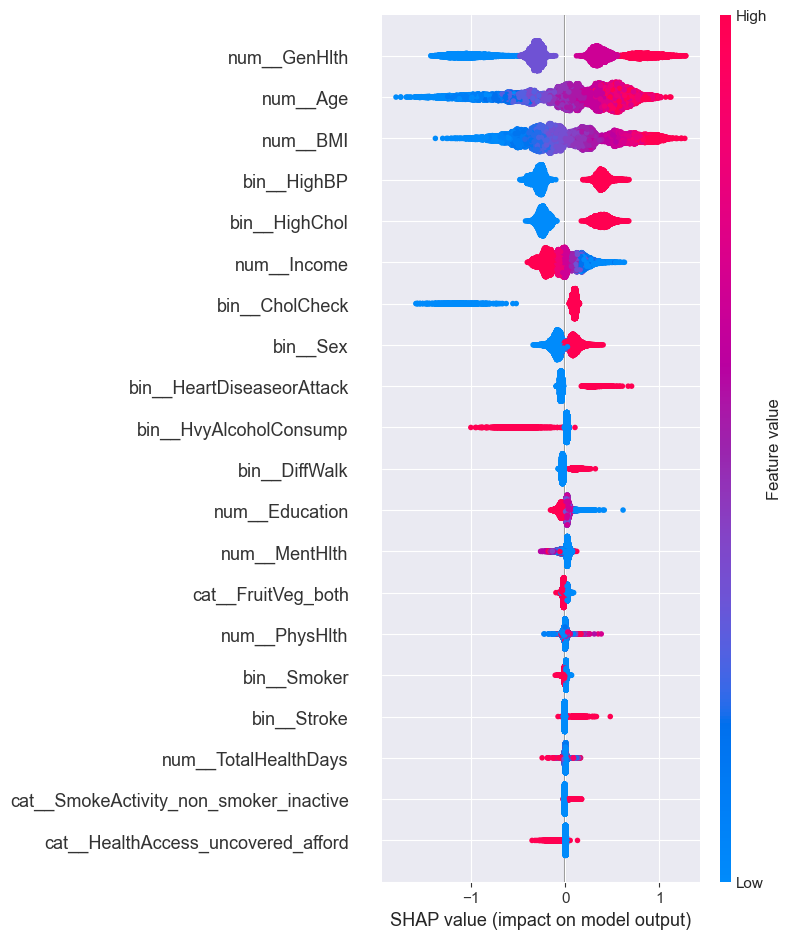 High
num__GenHlth
num__Age
num__BMI
bin__HighBP
bin__HighChol
num__Income
bin__CholCheck
bin__Sex
bin__HeartDiseaseorAttack
bin__HvyAlcoholConsump
bin__DiffWalk
num__Education
num__MentHlth
cat__FruitVeg_both
num__PhysHlth
bin__Smoker
bin__Stroke
num__TotalHealthDays
cat__SmokeActivity_non_smoker_inactive
cat__HealthAccess_uncovered_afford
Feature value
Low
−1 0 1
SHAP value (impact on model output)